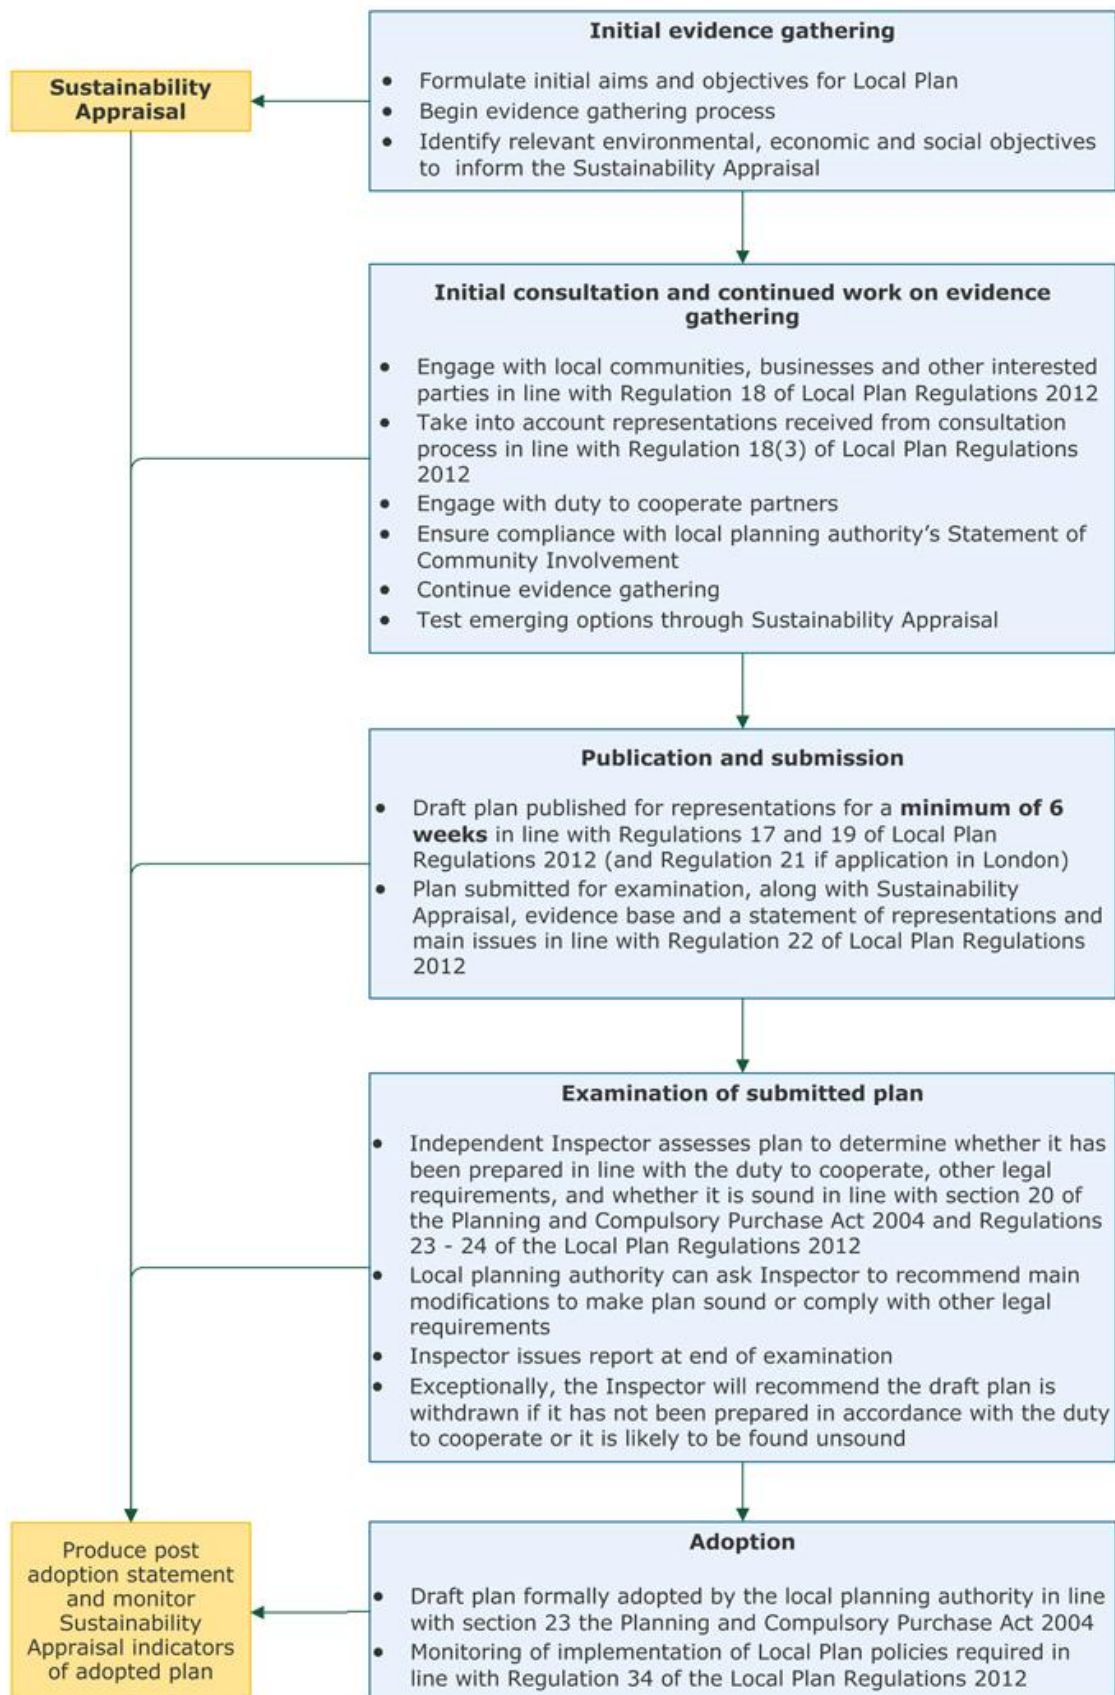 Initial evidence gathering
• Formulate initial aims and objectives for Local Plan
• Begin evidence gathering process
• Identify relevant environmental, economic and social objectives
to inform the Sustainability Appraisal
Sustainability
Appraisal
Initial consultation and continued work on evidence
gathering
• Engage with local communities, businesses and other interested
parties in line with Regulation 18 of Local Plan Regulations 2012
• Take into account representations received from consultation
process in line with Regulation 18(3) of Local Plan Regulations
2012
• Engage with duty to cooperate partners
• Ensure compliance with local planning authority's Statement of
Community Involvement
• Continue evidence gathering
• Test emerging options through Sustainability Appraisal
Publication and submission
• Draft plan published for representations for a minimum of 6
weeks in line with Regulations 17 and 19 of Local Plan
Regulations 2012 (and Regulation 21 if application in London)
• Plan submitted for examination, along with Sustainability
Appraisal, evidence base and a statement of representations and
main issues in line with Regulation 22 of Local Plan Regulations
2012
Examination of submitted plan
• Independent Inspector assesses plan to determine whether it has
been prepared in line with the duty to cooperate, other legal
requirements, and whether it is sound in line with section 20 of
the Planning and Compulsory Purchase Act 2004 and Regulations
23 - 24 of the Local Plan Regulations 2012
• Local planning authority can ask Inspector to recommend main
modifications to make plan sound or comply with other legal
requirements
• Inspector issues report at end of examination
• Exceptionally, the Inspector will recommend the draft plan is
withdrawn if it has not been prepared in accordance with the duty
to cooperate or it is likely to be found unsound
Adoption
• Draft plan formally adopted by the local planning authority in line
with section 23 the Planning and Compulsory Purchase Act 2004
• Monitoring of implementation of Local Plan policies required in
line with Regulation 34 of the Local Plan Regulations 2012
Produce post
adoption statement
and monitor
Sustainability
Appraisal indicators
of adopted plan